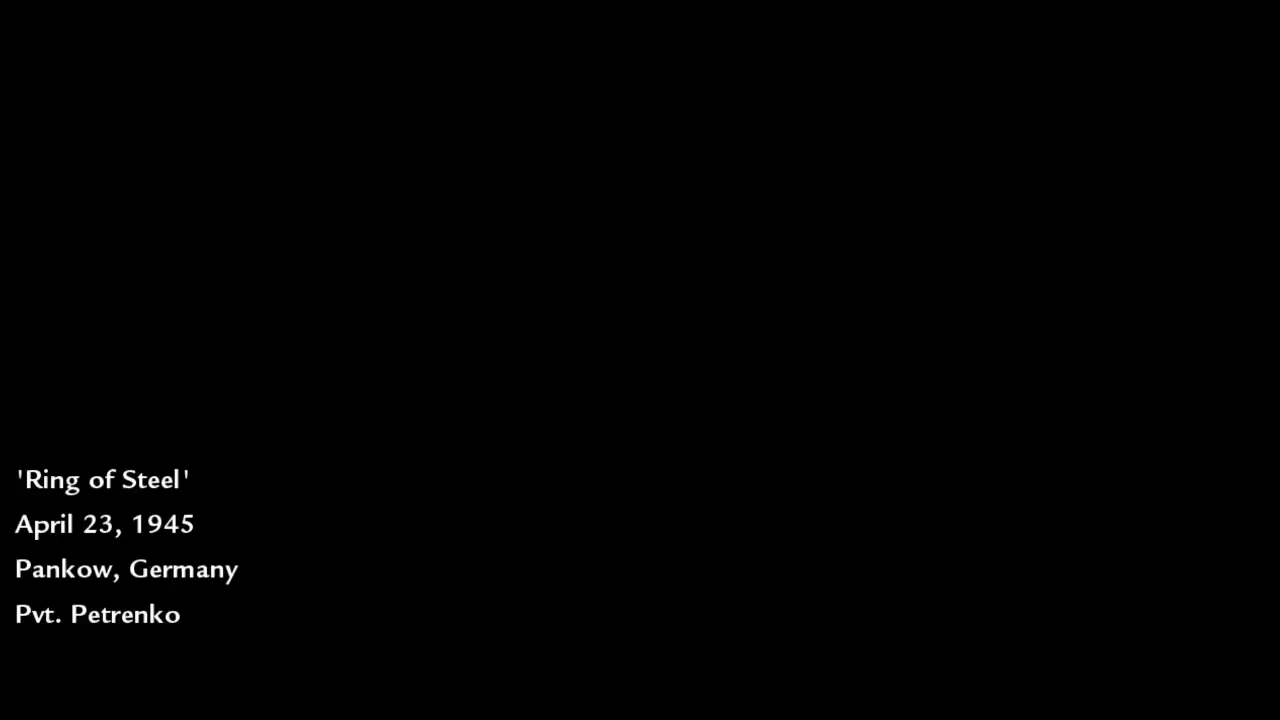 'Ring of Steel'
April 23, 1945
Pankow, Germany
Pvt. Petrenko